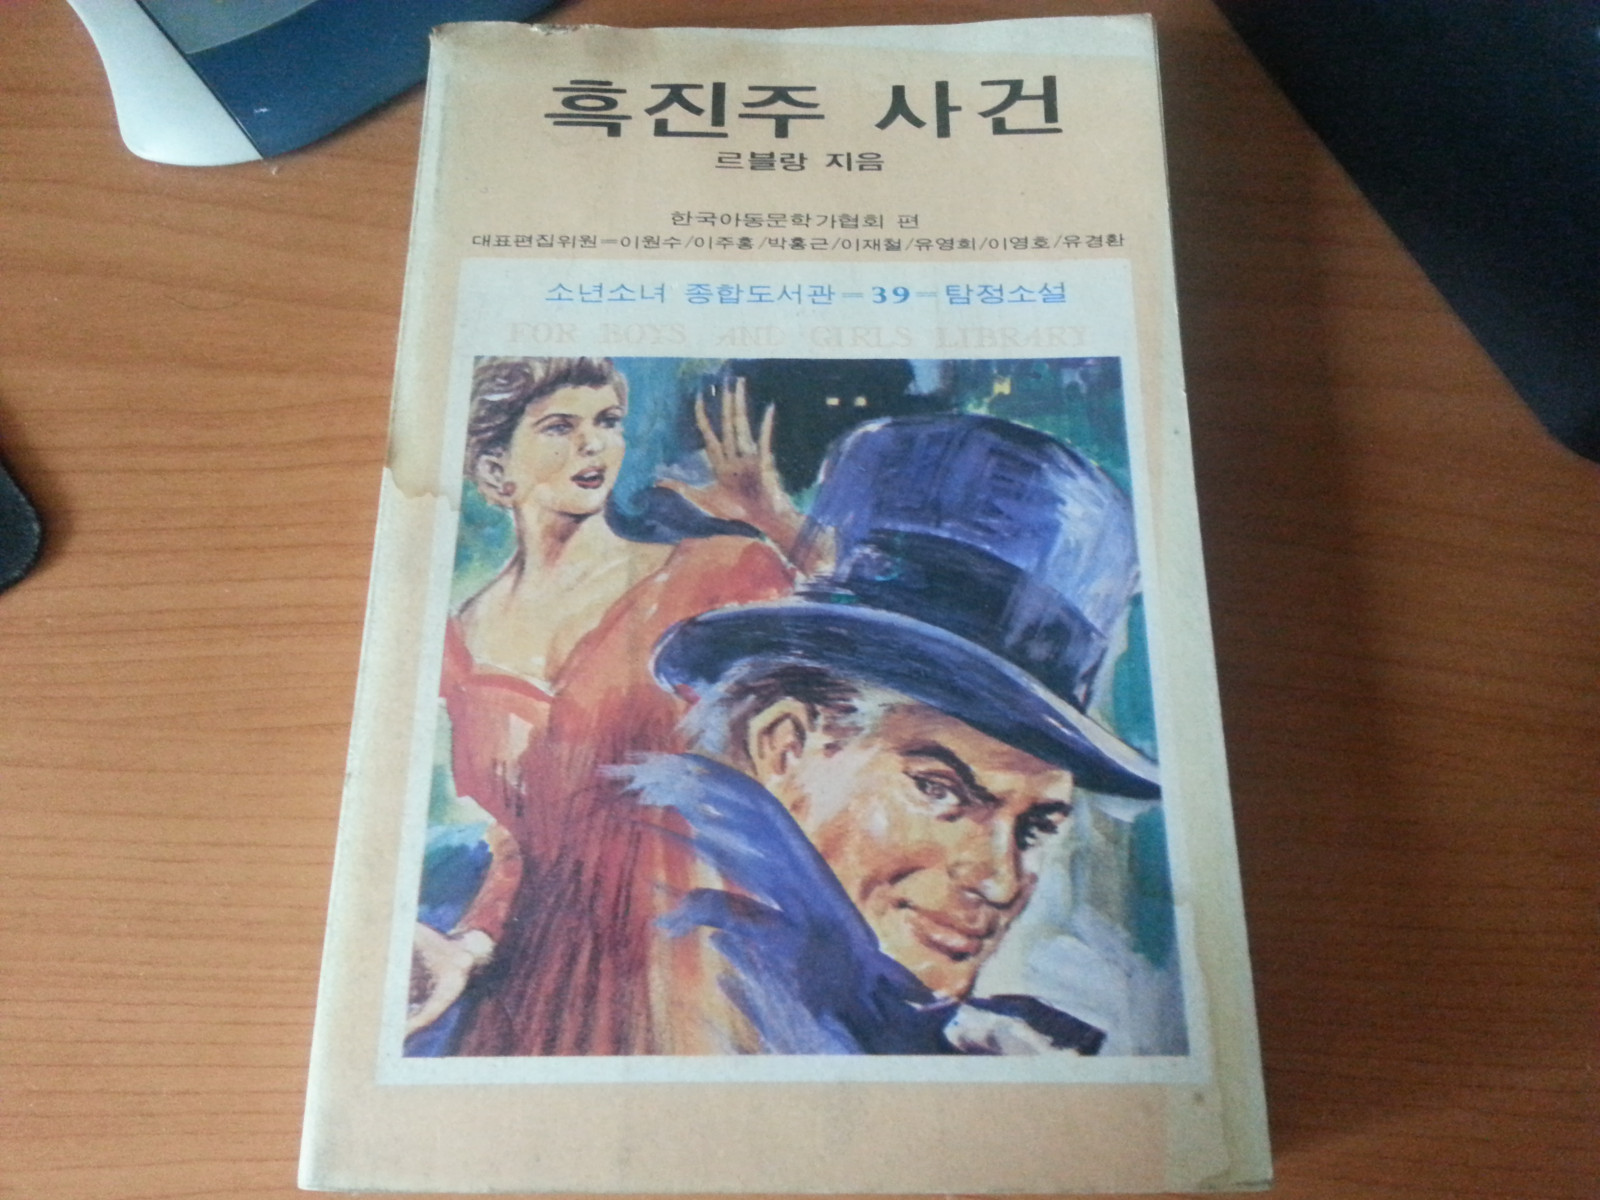 흑진주 사건
르블랑 지음
한국아동문학가협회 편
대표편집위원=이원수/이주홍/박홍근/이재철/유영희/이영호/유경환
소년소녀 종합도서관=39=탐정소설
FOR BOYS AND GIRLS LIBRARY